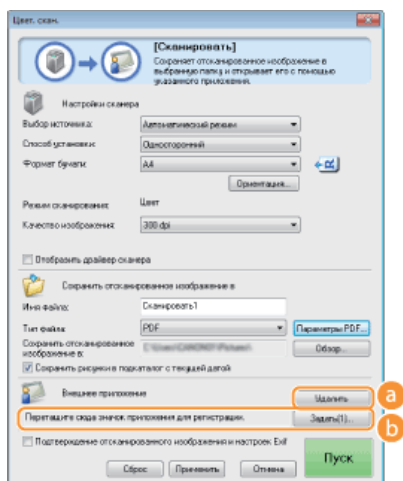 Цвет. скан.
[Сканировать]
Сохраняет отсканированное изображение в
выбранную папку и открывает его с помощью
указанного приложения.
Настройки сканера
Выбор источника: Автоматический режим
Способ установки: Односторонний
Формат бумаги: A4
Ориентация...
Режим сканирования: Цвет
Качество изображения: 300 dpi
Отобразить драйвер сканера
Сохранить отсканированное изображение в
Имя файла: Сканировать1
Тип файла: PDF Параметры PDF...
Сохранить отсканированное
изображение в: Обзор...
Сохранить рисунки в подкаталог с текущей датой
Внешнее приложение Удалить a
Перетащите сюда значок приложения для регистрации. Задать(1)... b
Подтверждение отсканированного изображения и настроек Exif
Сброс Применить Отмена Пуск